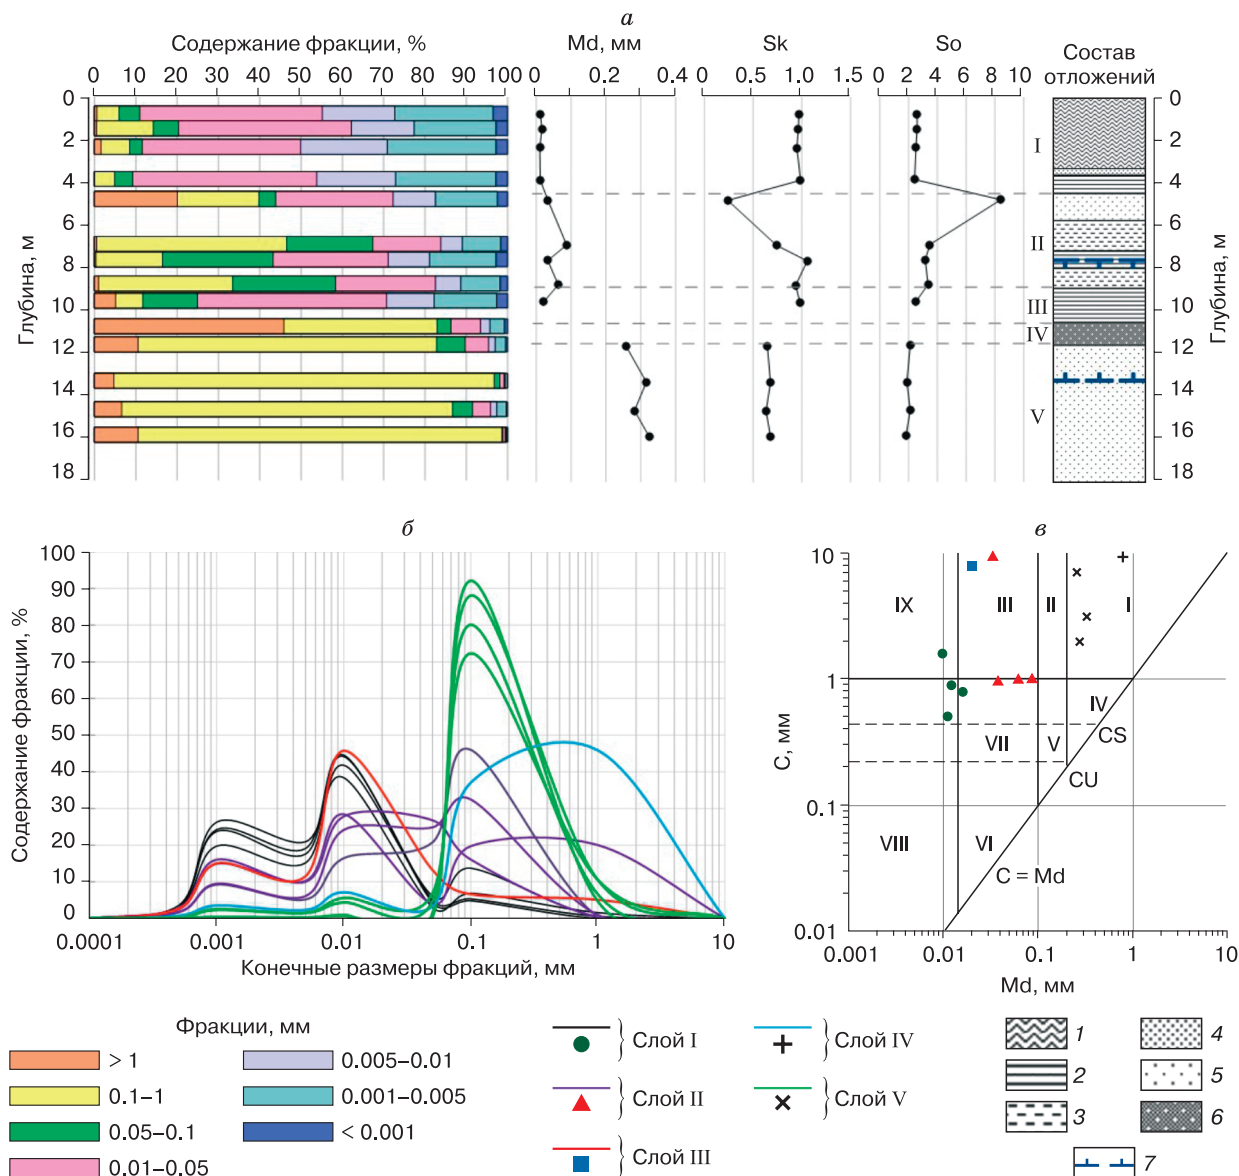 а
Содержание фракции, %
Md, мм
Sk
So
Состав
отложений
0 10 20 30 40 50 60 70 80 90 100
0 0.2 0.4
0 0.5 1.0 1.5
0 2 4 6 8 10
Глубина, м
0
2
4
6
8
10
12
14
16
18
I
II
III
IV
V
0
2
4
6
8
10
12
14
16
18
Глубина, м
б
Содержание фракции, %
100
90
80
70
60
50
40
30
20
10
0
0.0001 0.001 0.01 0.1 1 10
Конечные размеры фракций, мм
в
C, мм
10
1
0.1
0.01
IX III II I
IV
CS
VII V
CU
VIII VI
C = Md
0.001 0.01 0.1 1 10
Md, мм
Фракции, мм
> 1
0.1–1
0.05–0.1
0.01–0.05
0.005–0.01
0.001–0.005
< 0.001
Слой I
Слой II
Слой III
Слой IV
Слой V
1
2
3
4
5
6
7